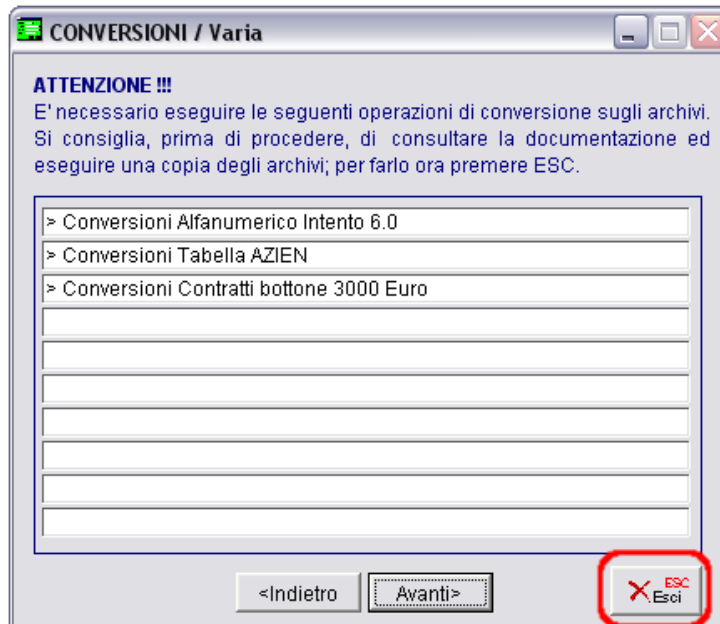 CONVERSIONI / Varia
ATTENZIONE !!!
E' necessario eseguire le seguenti operazioni di conversione sugli archivi.
Si consiglia, prima di procedere, di consultare la documentazione ed
eseguire una copia degli archivi; per farlo ora premere ESC.
> Conversioni Alfanumerico Intento 6.0
> Conversioni Tabella AZIEN
> Conversioni Contratti bottone 3000 Euro
<Indietro
Avanti>
ESC
Esci